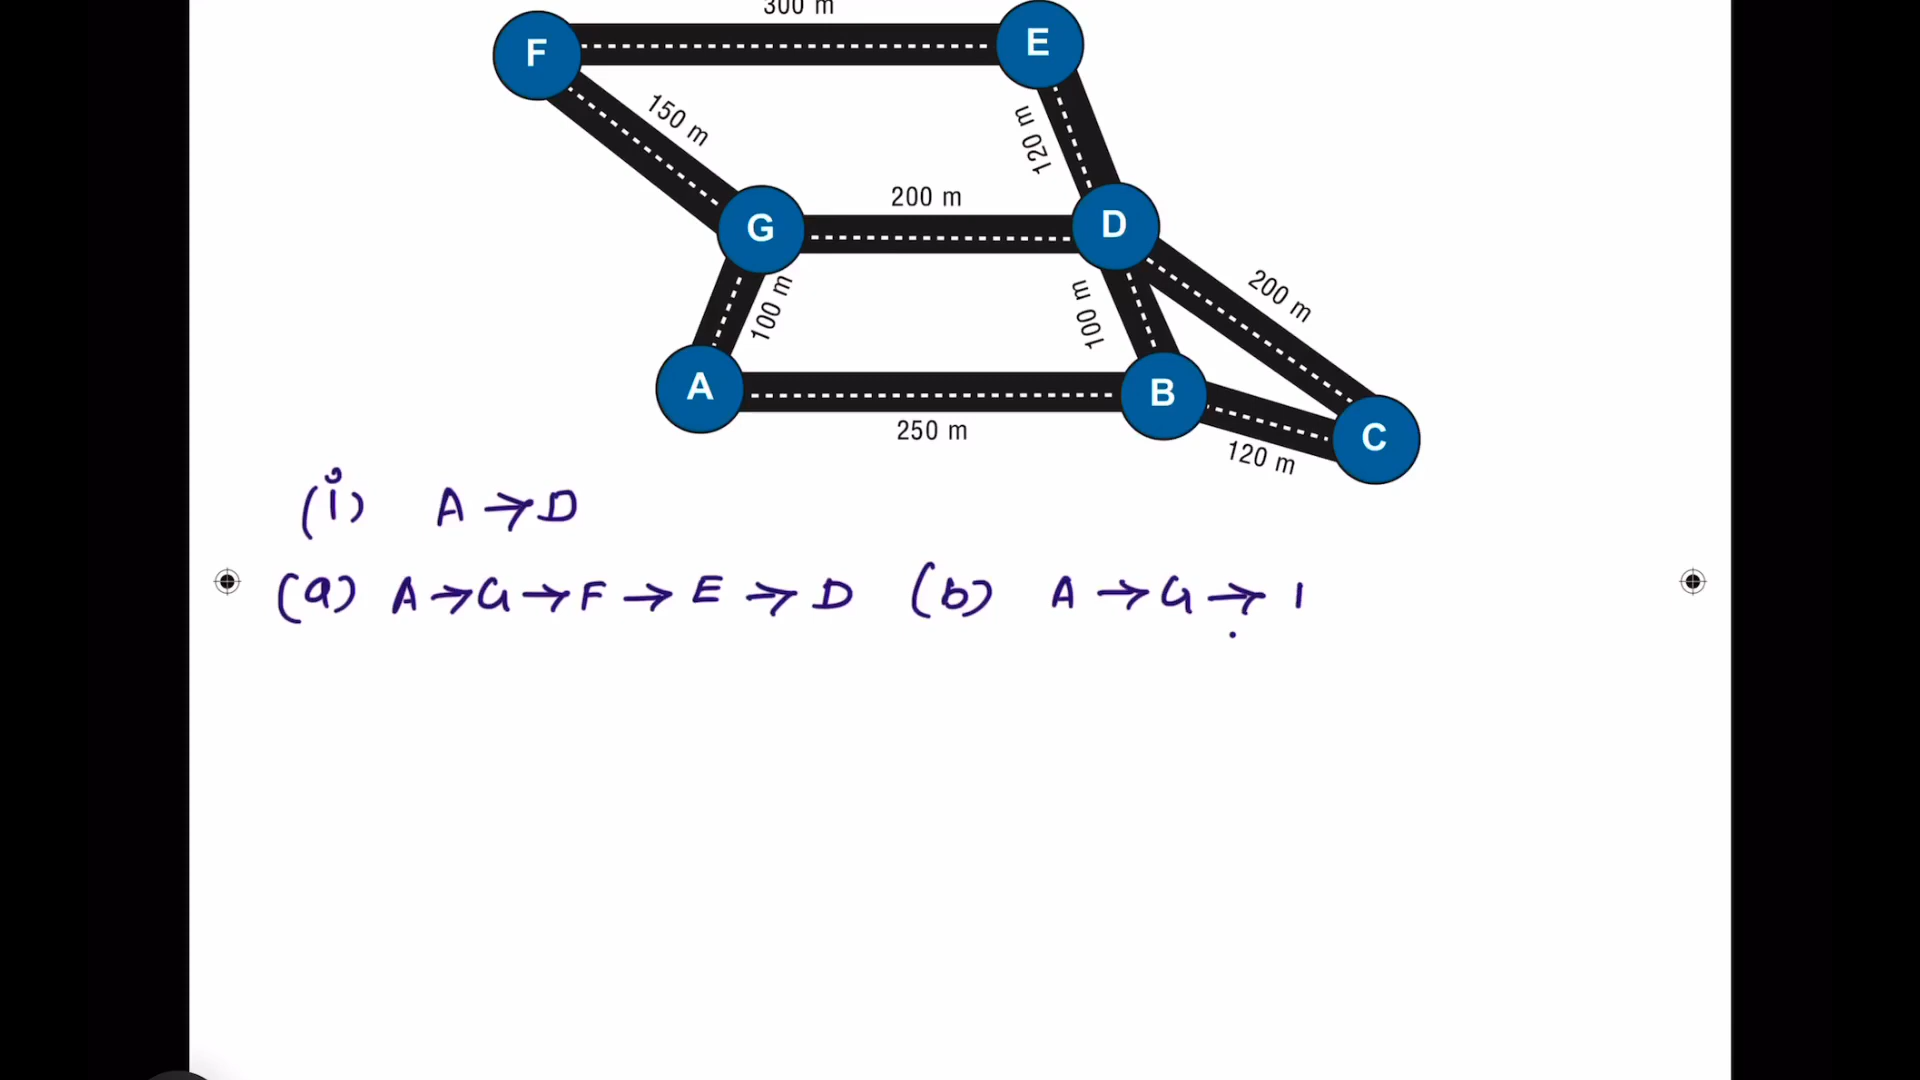 300 m
F
E
150 m
120 m
200 m
G
D
200 m
100 m
100 m
A
B
C
250 m
120 m
(i) A → D
(a) A → G → F → E → D (b) A → G →